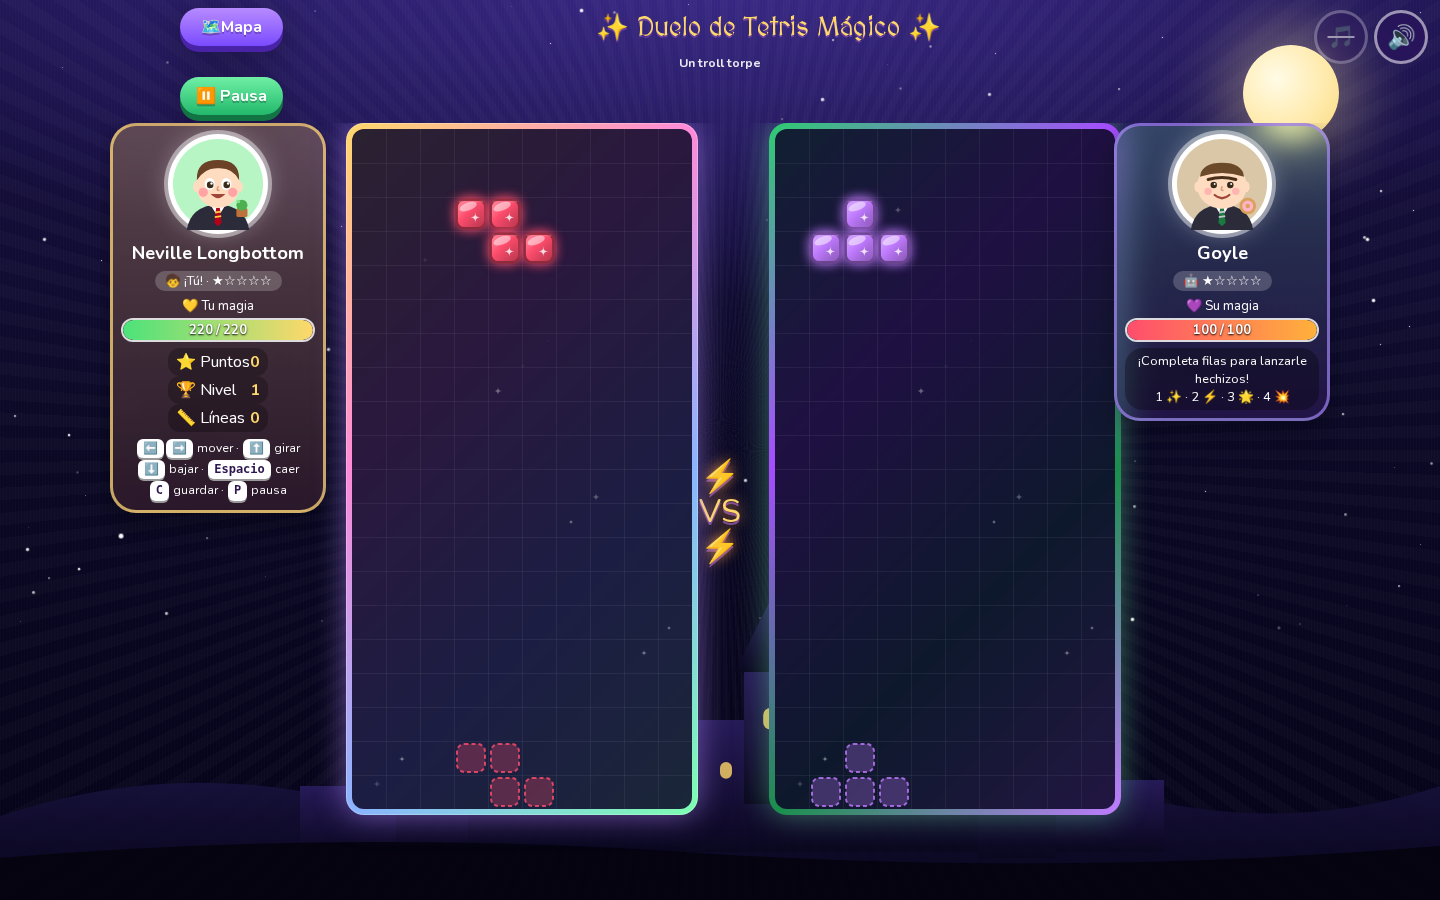 Mapa
✨ Duelo de Tetris Mágico ✨
Un troll torpe
Pausa
Neville Longbottom
¡Tú! · ★☆☆☆☆
Tu magia
220 / 220
Puntos 0
Nivel 1
Líneas 0
⬅️ ➡️ mover · ⬆️ girar
⬇️ bajar · Espacio caer
C guardar · P pausa
⚡
VS
⚡
Goyle
★☆☆☆☆
Su magia
100 / 100
¡Completa filas para lanzarle
hechizos!
1 ✨ · 2 ⚡ · 3 🌟 · 4 💥